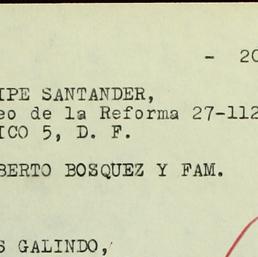 - 20
IPE SANTANDER,
eo de la Reforma 27-112
ICO 5, D. F.
BERTO BOSQUEZ Y FAM.
S GALINDO,